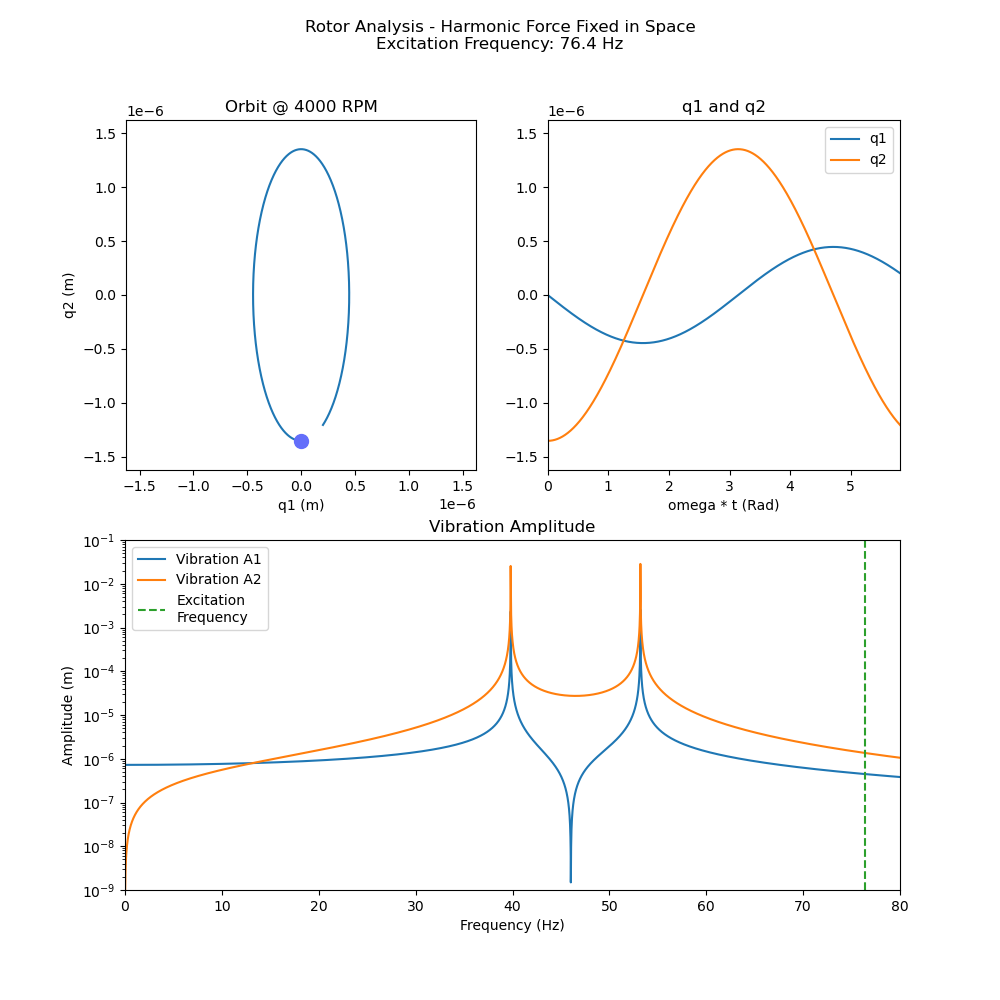 Rotor Analysis - Harmonic Force Fixed in Space
Excitation Frequency: 76.4 Hz
Orbit @ 4000 RPM
1e−6
1.5
1.0
0.5
0.0
−0.5
−1.0
−1.5
q2 (m)
−1.5
−1.0
−0.5
0.0
0.5
1.0
1.5
q1 (m)
1e−6
q1 and q2
1e−6
1.5
1.0
0.5
0.0
−0.5
−1.0
−1.5
q1
q2
0
1
2
3
4
5
omega * t (Rad)
Vibration Amplitude
10⁻¹
10⁻²
10⁻³
10⁻⁴
10⁻⁵
10⁻⁶
10⁻⁷
10⁻⁸
10⁻⁹
Amplitude (m)
Vibration A1
Vibration A2
Excitation
Frequency
0
10
20
30
40
50
60
70
80
Frequency (Hz)